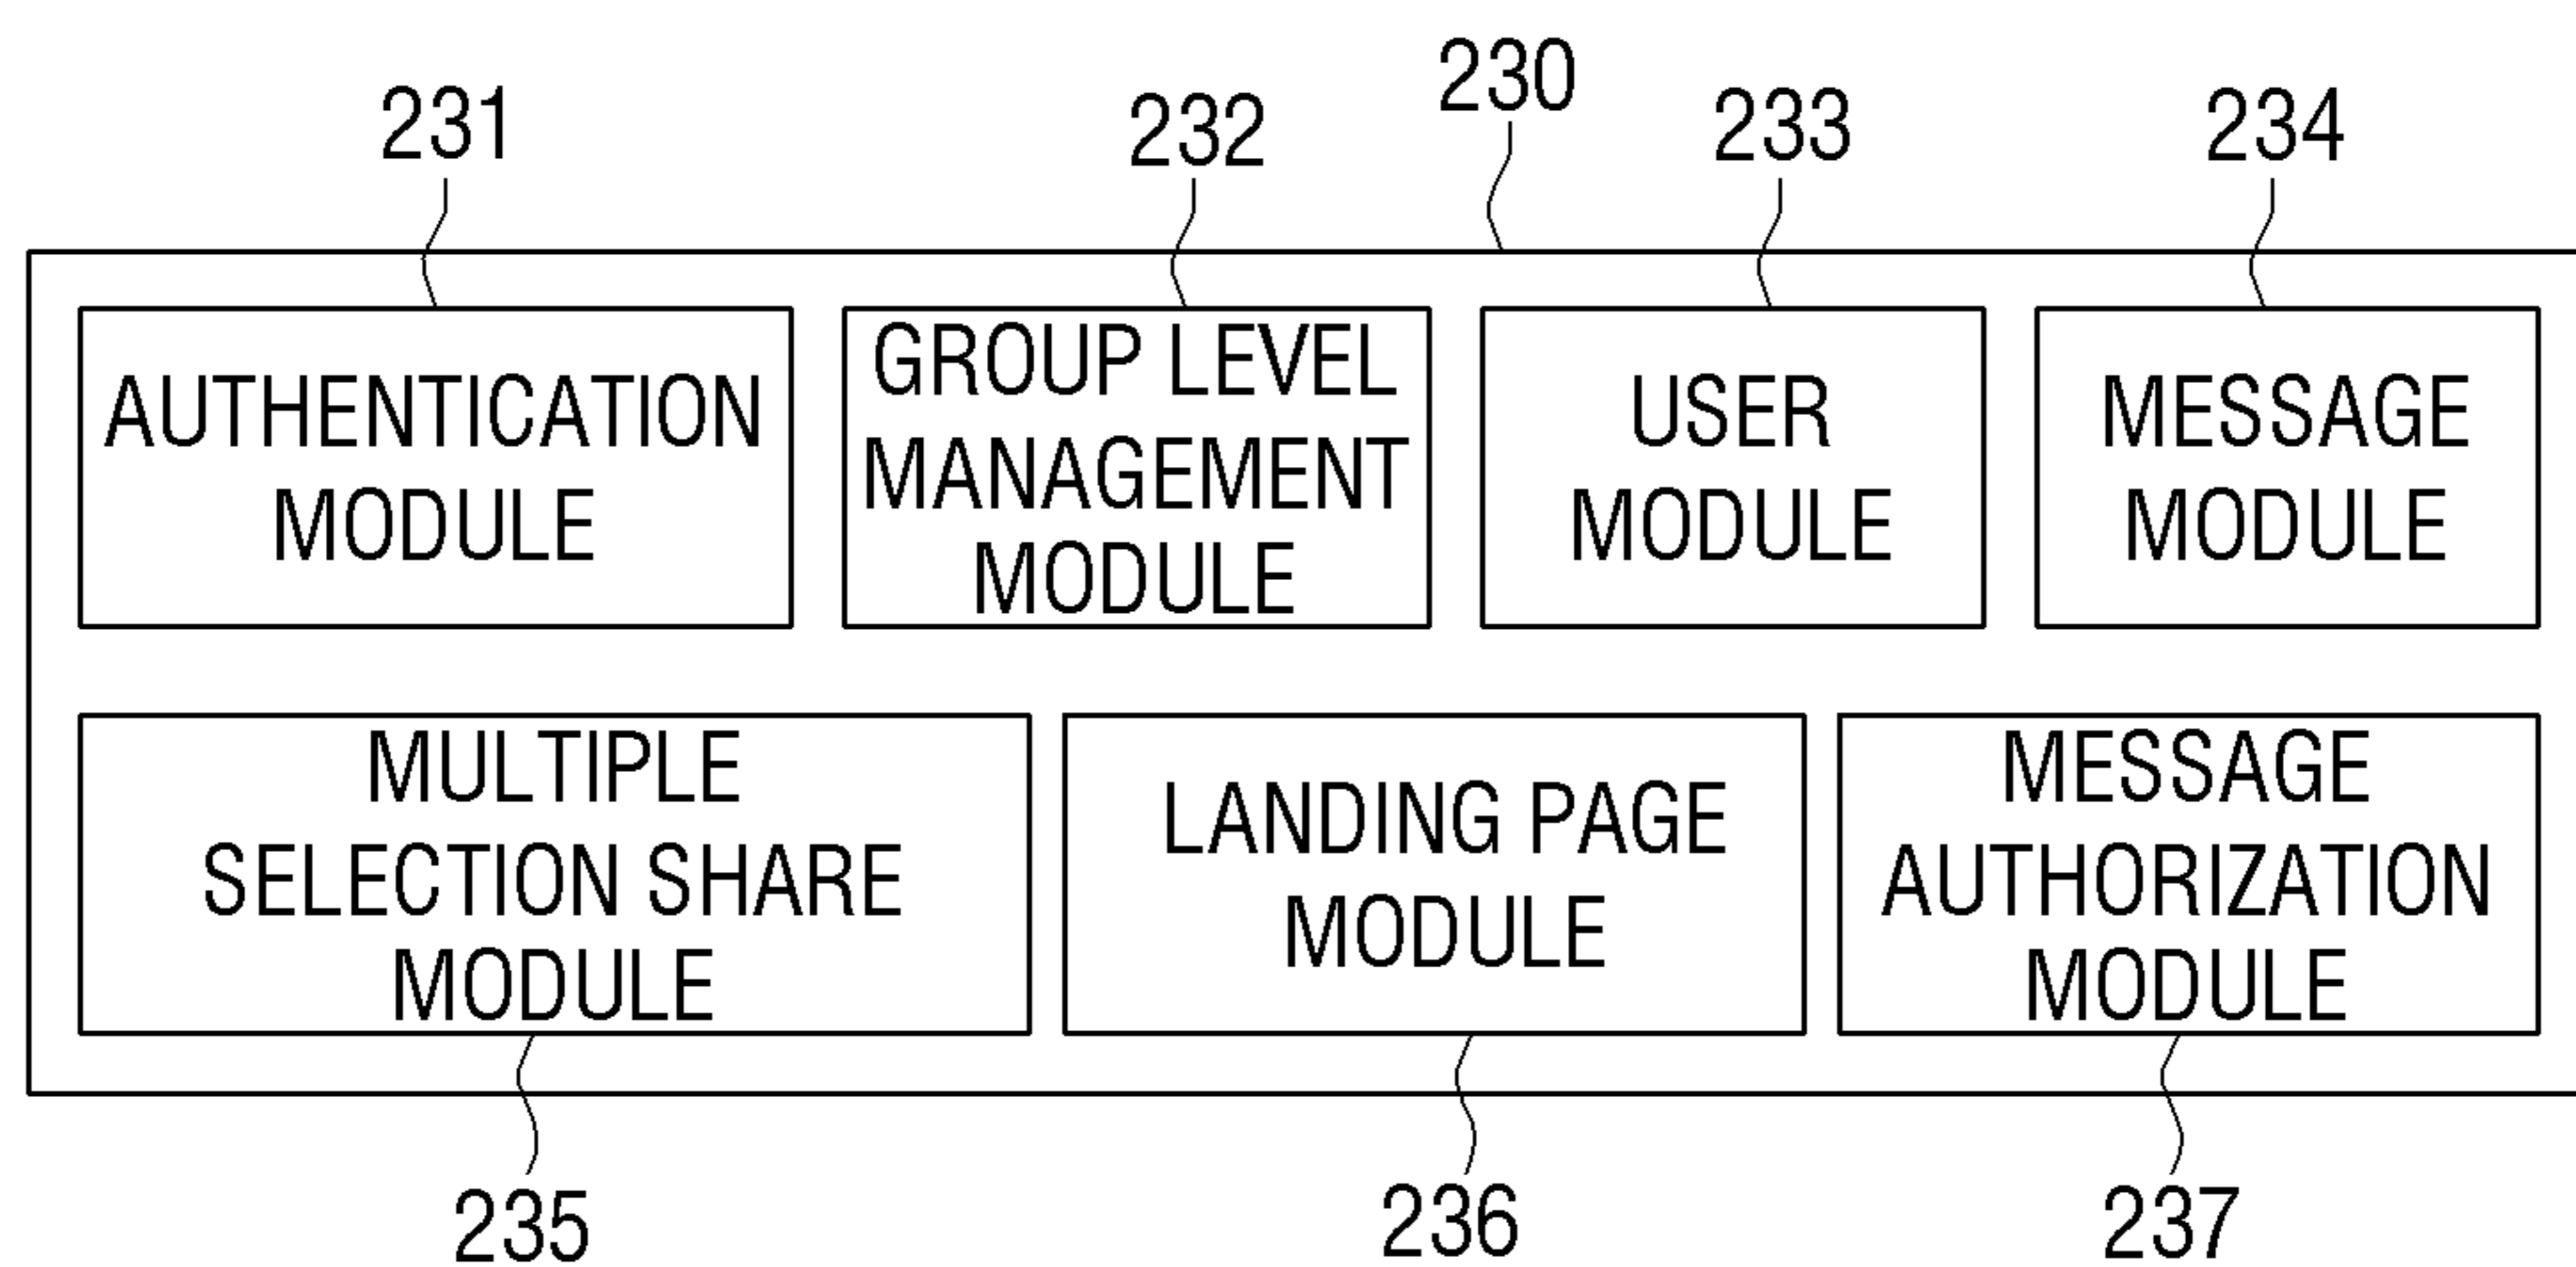 230
231
232
233
234
AUTHENTICATION
MODULE
GROUP LEVEL
MANAGEMENT
MODULE
USER
MODULE
MESSAGE
MODULE
MULTIPLE
SELECTION SHARE
MODULE
LANDING PAGE
MODULE
MESSAGE
AUTHORIZATION
MODULE
235
236
237